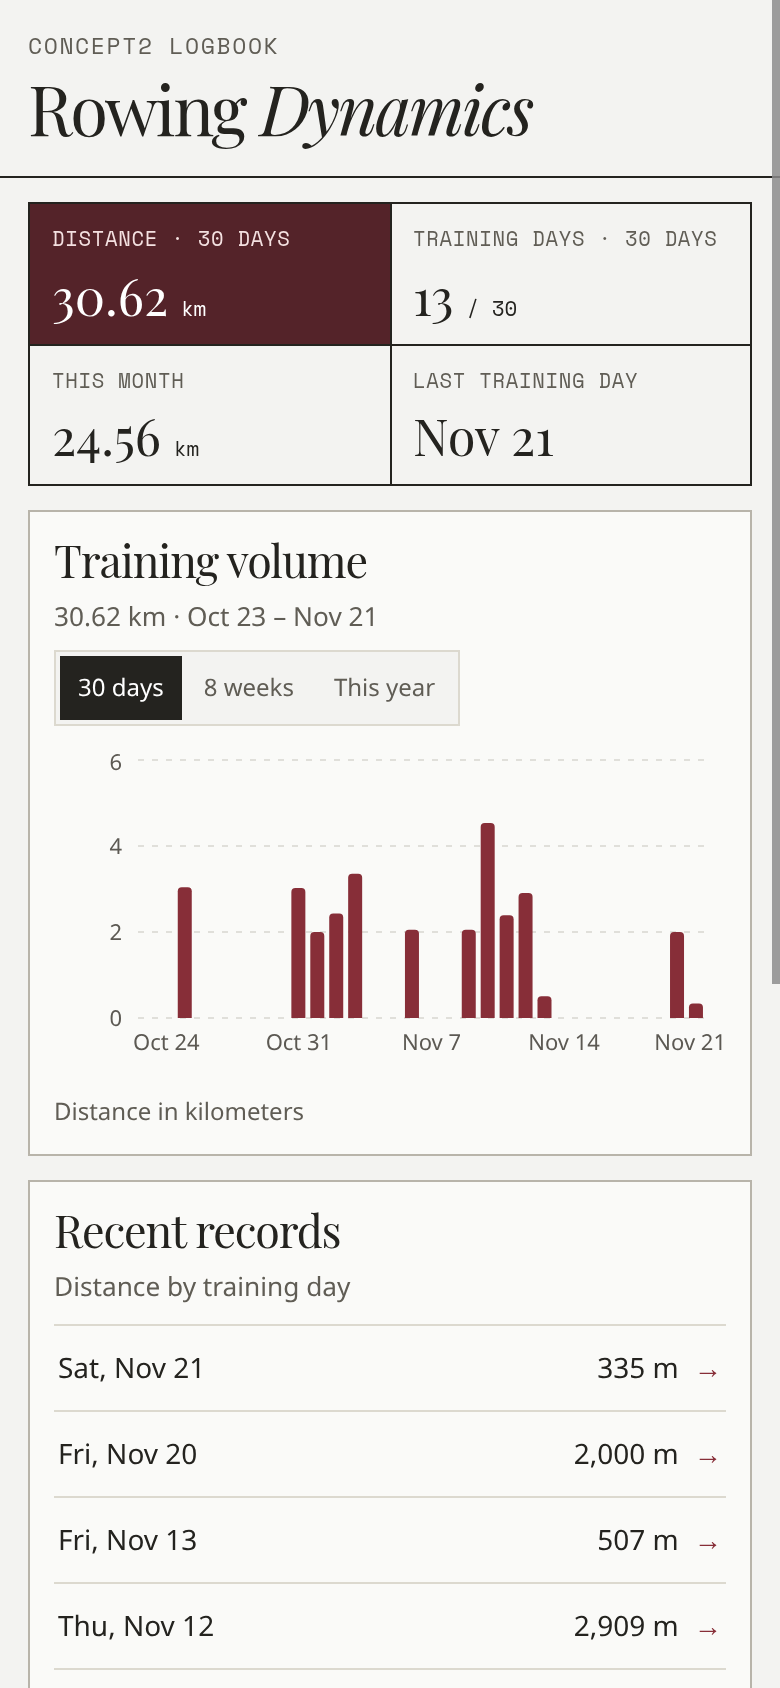 CONCEPT2 LOGBOOK
Rowing Dynamics
DISTANCE · 30 DAYS
30.62 km
TRAINING DAYS · 30 DAYS
13 / 30
THIS MONTH
24.56 km
LAST TRAINING DAY
Nov 21
Training volume
30.62 km · Oct 23 – Nov 21
30 days 8 weeks This year
6
4
2
0
Oct 24 Oct 31 Nov 7 Nov 14 Nov 21
Distance in kilometers
Recent records
Distance by training day
Sat, Nov 21 335 m →
Fri, Nov 20 2,000 m →
Fri, Nov 13 507 m →
Thu, Nov 12 2,909 m →